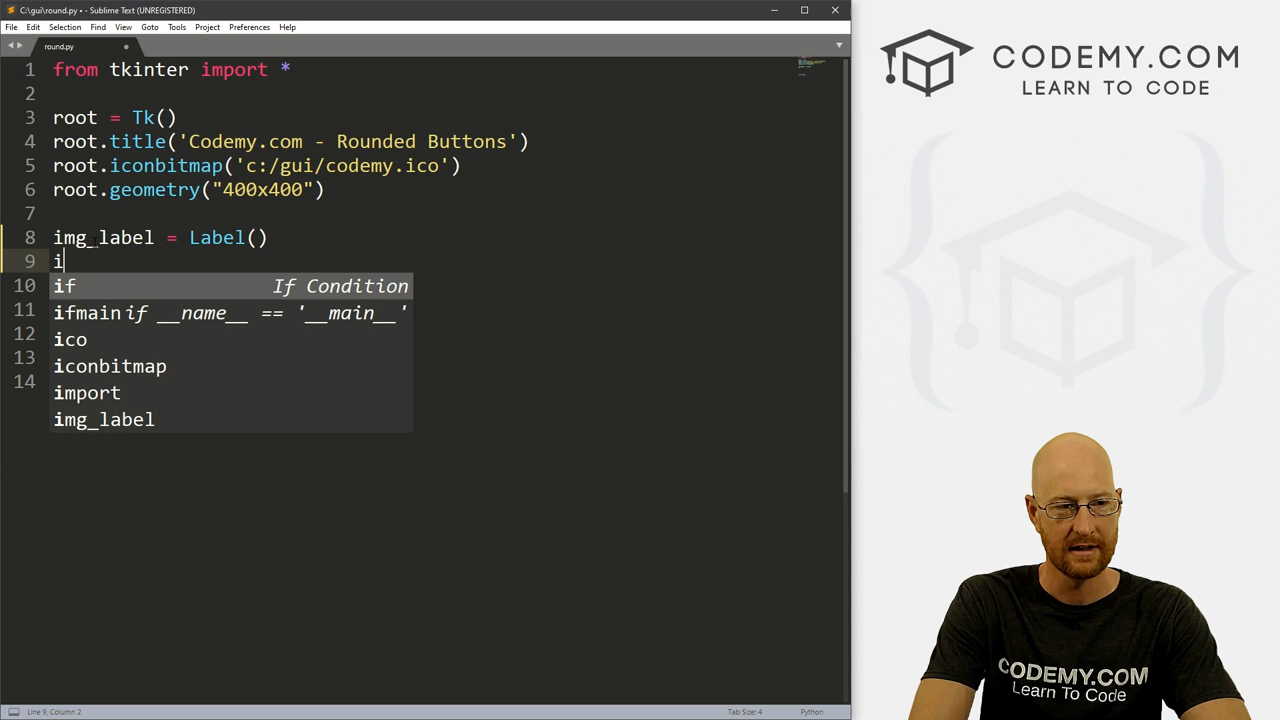 C:\gui\round.py • - Sublime Text (UNREGISTERED)
File Edit Selection Find View Goto Tools Project Preferences Help
round.py
1 from tkinter import *
2
3 root = Tk()
4 root.title('Codemy.com - Rounded Buttons')
5 root.iconbitmap('c:/gui/codemy.ico')
6 root.geometry("400x400")
7
8 img_label = Label()
9 i
10 if If Condition
11 ifmain if __name__ == '__main__'
12 ico
13 iconbitmap
14 import
img_label
Line 9, Column 2 Tab Size: 4 Python
CODEMY.COM
LEARN TO CODE
CODEMY.COM
Learn To Code